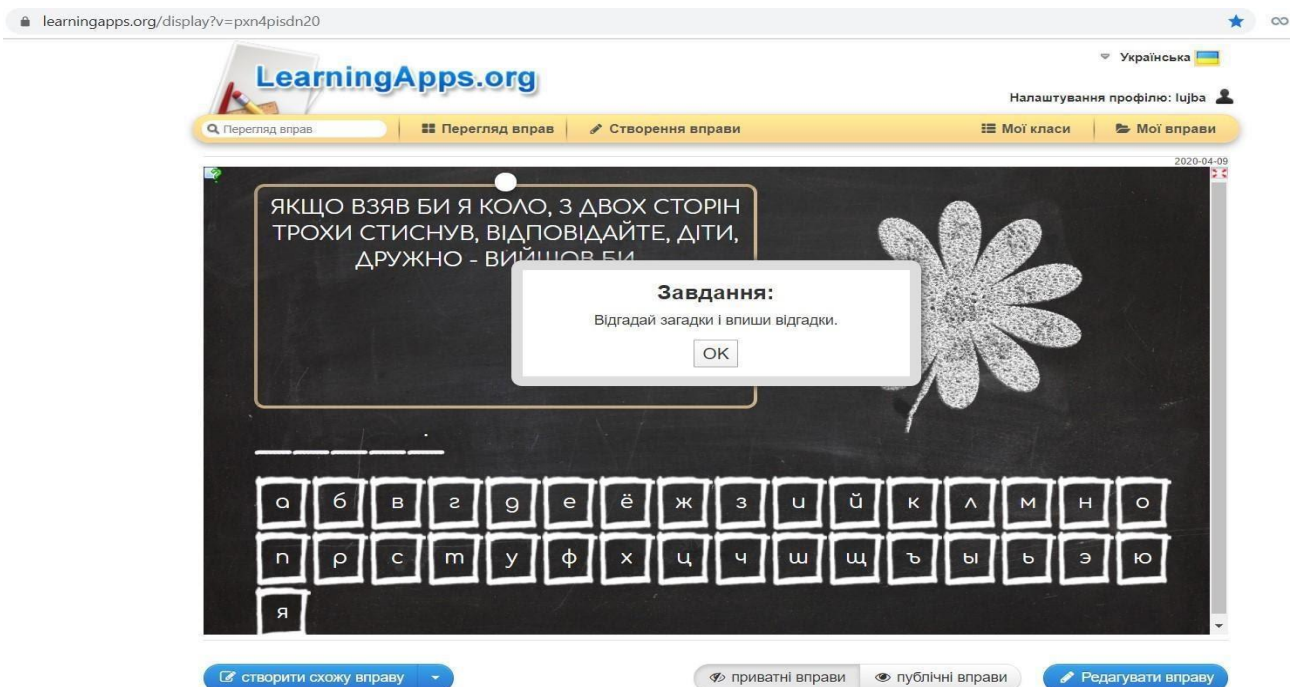 learningapps.org/display?v=pxn4pisdn20
Українська
LearningApps.org
Налаштування профілю: lujba
Перегляд вправ
Перегляд вправ
Створення вправи
Мої класи
Мої вправи
2020-04-09
ЯКЩО ВЗЯВ БИ Я КОЛО, З ДВОХ СТОРІН
ТРОХИ СТИСНУВ, ВІДПОВІДАЙТЕ, ДІТИ,
ДРУЖНО - ВИЙШОВ БИ
Завдання:
Відгадай загадки і впиши відгадки.
OK
а б в г д е ё ж з и й к л м н о
п р с т у ф х ц ч ш щ ъ ы ь э ю
я
створити схожу вправу
приватні вправи
публічні вправи
Редагувати вправу